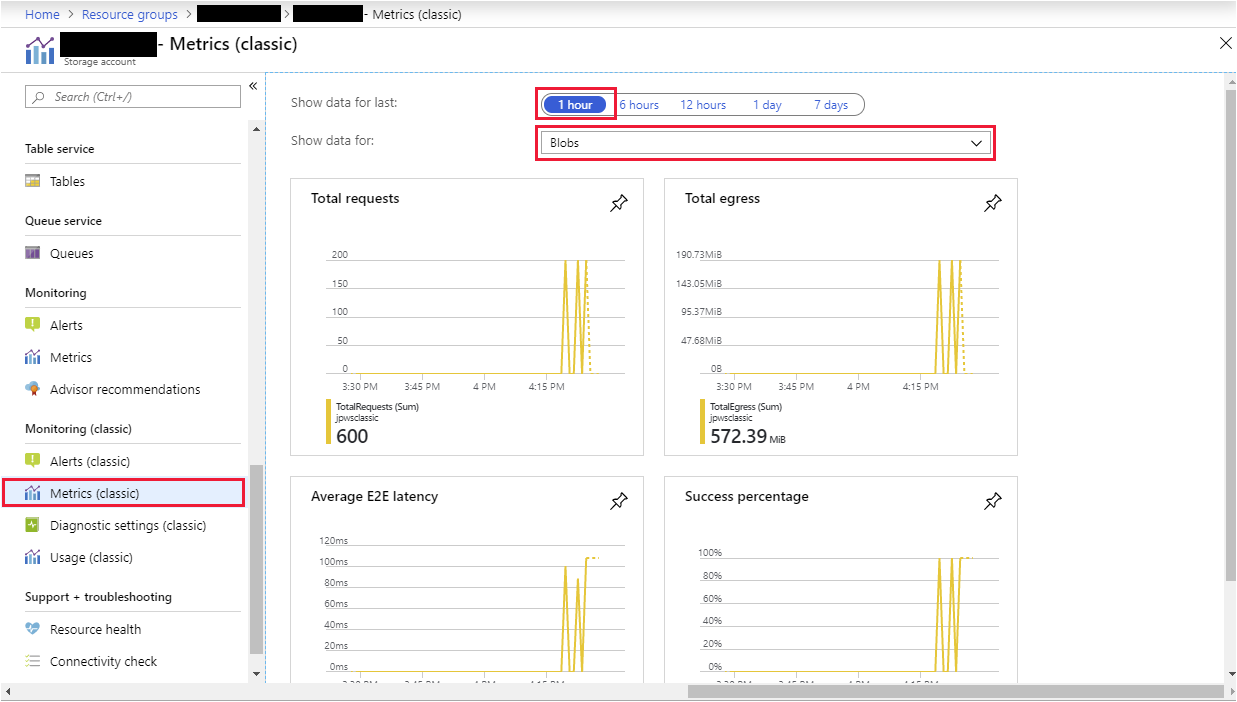 Home > Resource groups > > - Metrics (classic)
- Metrics (classic)
Storage account
Search (Ctrl+/)
Table service
Tables
Queue service
Queues
Monitoring
Alerts
Metrics
Advisor recommendations
Monitoring (classic)
Alerts (classic)
Metrics (classic)
Diagnostic settings (classic)
Usage (classic)
Support + troubleshooting
Resource health
Connectivity check
Show data for last:
1 hour 6 hours 12 hours 1 day 7 days
Show data for:
Blobs
Total requests
200
150
100
50
0
3:30 PM 3:45 PM 4 PM 4:15 PM
TotalRequests (Sum)
jpwsclassic
600
Total egress
190.73MiB
143.05MiB
95.37MiB
47.68MiB
0B
3:30 PM 3:45 PM 4 PM 4:15 PM
TotalEgress (Sum)
jpwsclassic
572.39 MiB
Average E2E latency
120ms
100ms
80ms
60ms
40ms
20ms
0ms
Success percentage
100%
80%
60%
40%
20%
0%